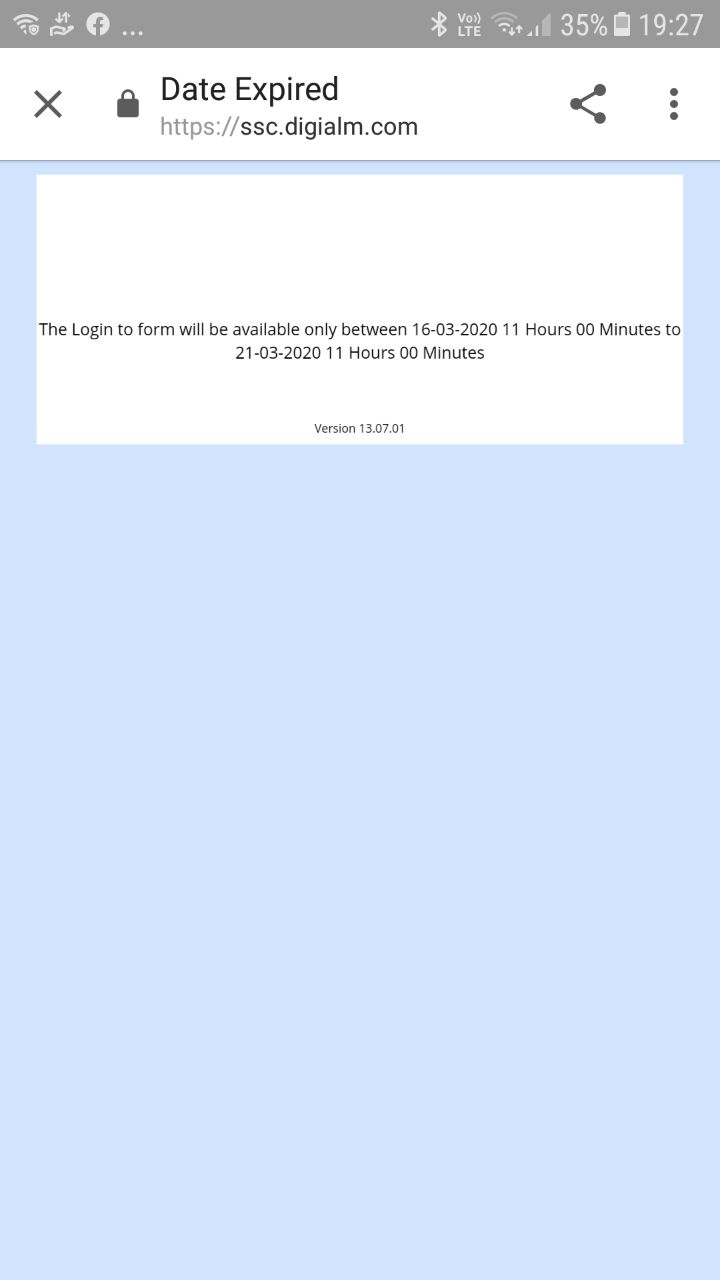 ... Vo)) LTE 35% 19:27
Date Expired
https://ssc.digialm.com
The Login to form will be available only between 16-03-2020 11 Hours 00 Minutes to
21-03-2020 11 Hours 00 Minutes
Version 13.07.01